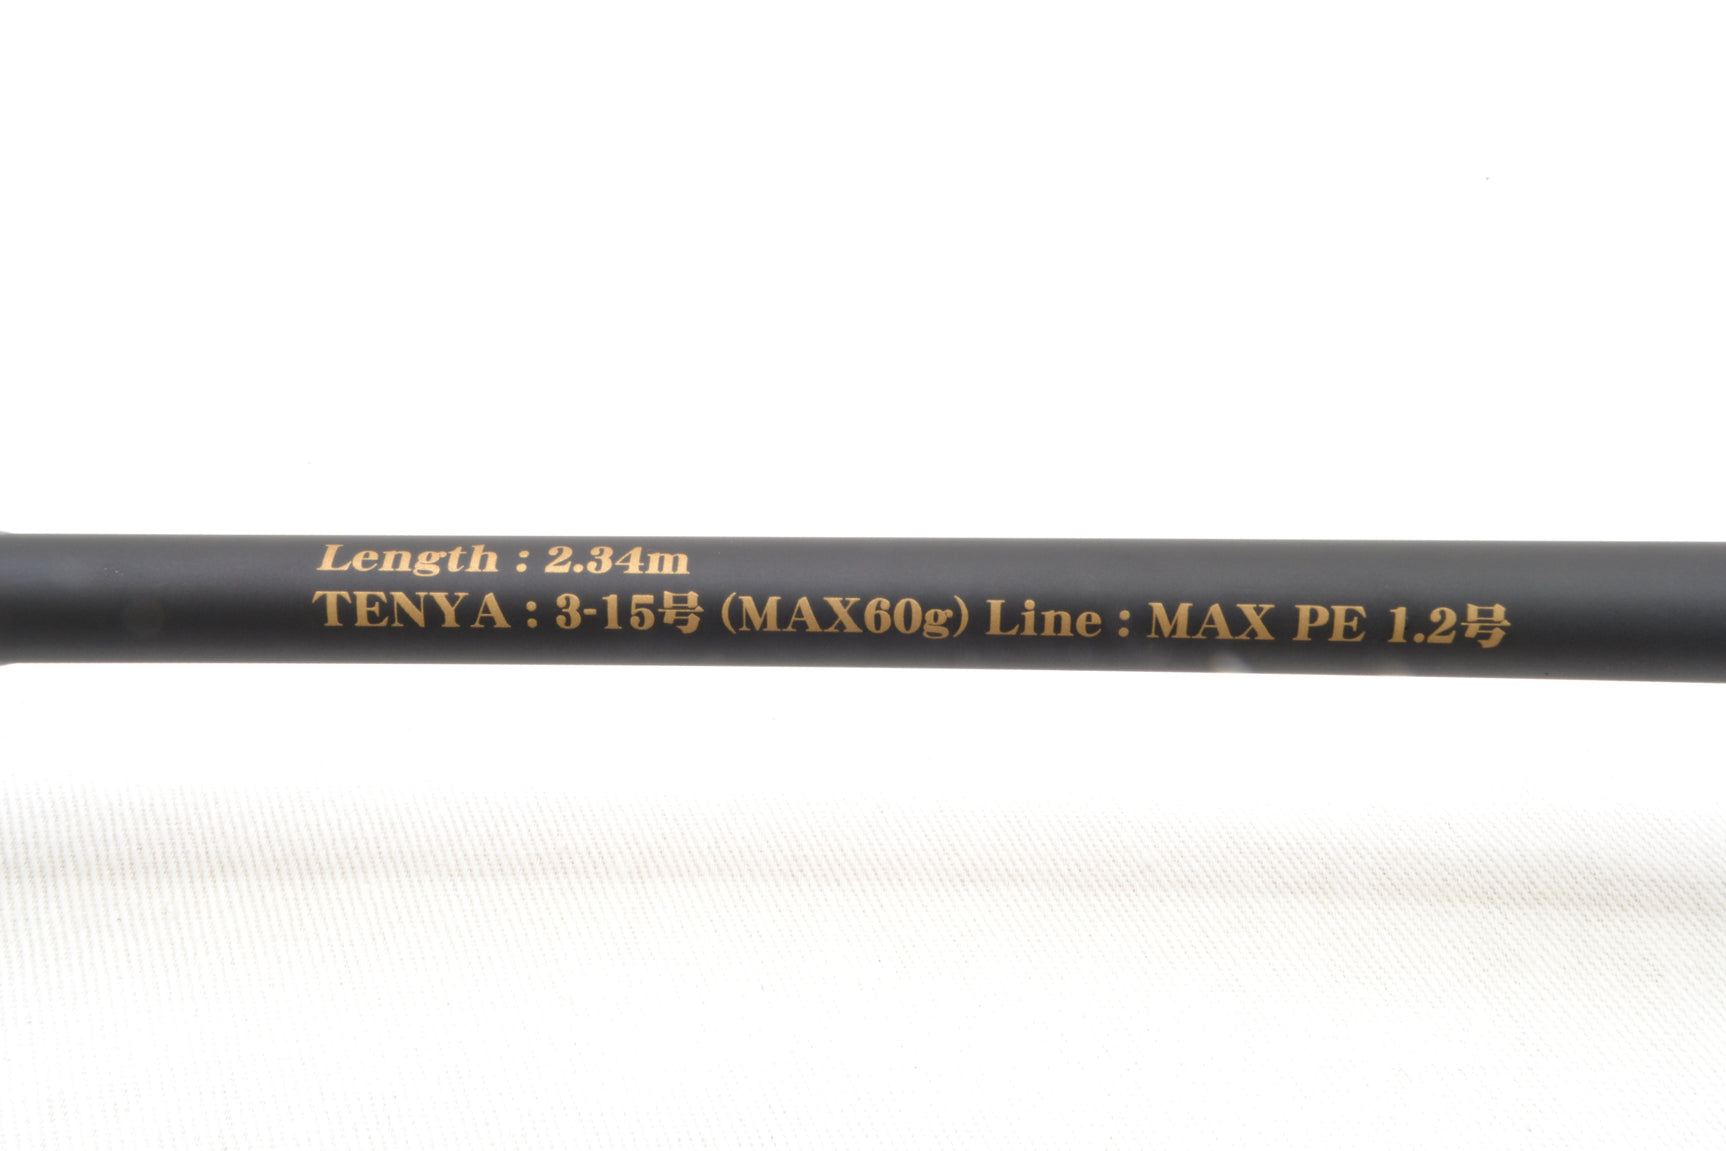 Length : 2.34m
TENYA : 3-15号 (MAX60g) Line : MAX PE 1.2号